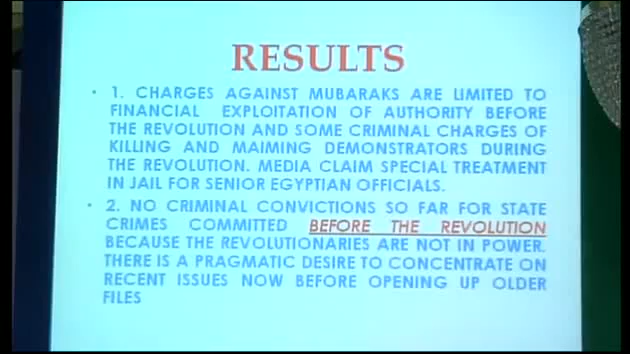 RESULTS
• 1. CHARGES AGAINST MUBARAKS ARE LIMITED TO
FINANCIAL EXPLOITATION OF AUTHORITY BEFORE
THE REVOLUTION AND SOME CRIMINAL CHARGES OF
KILLING AND MAIMING DEMONSTRATORS DURING
THE REVOLUTION. MEDIA CLAIM SPECIAL TREATMENT
IN JAIL FOR SENIOR EGYPTIAN OFFICIALS.
• 2. NO CRIMINAL CONVICTIONS SO FAR FOR STATE
CRIMES COMMITTED BEFORE THE REVOLUTION
BECAUSE THE REVOLUTIONARIES ARE NOT IN POWER.
THERE IS A PRAGMATIC DESIRE TO CONCENTRATE ON
RECENT ISSUES NOW BEFORE OPENING UP OLDER
FILES